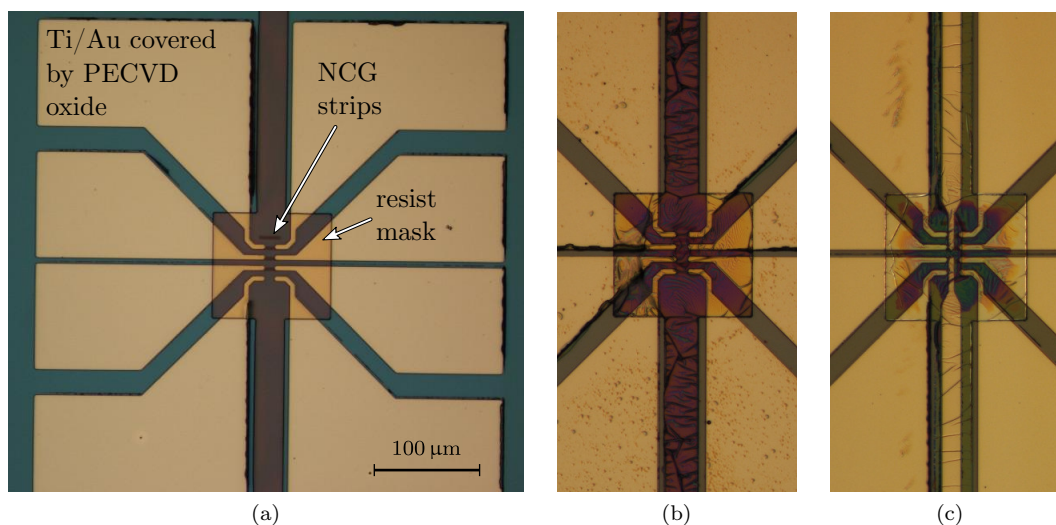 Ti/Au covered
by PECVD
oxide
NCG
strips
resist
mask
100 μm
(a)
(b)
(c)